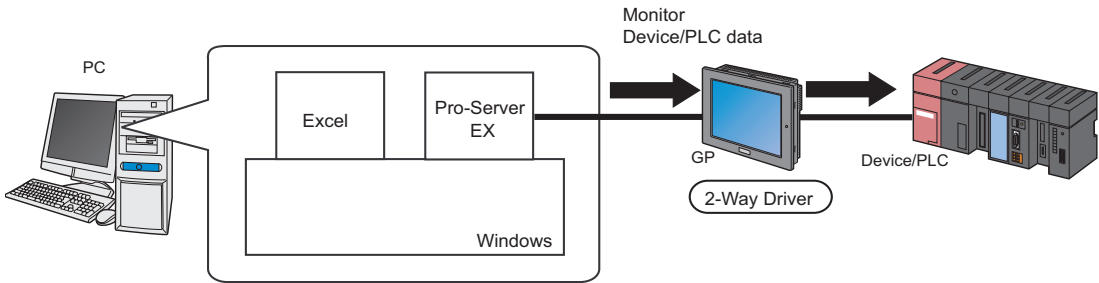 Monitor
Device/PLC data
PC
Excel
Pro-Server
EX
Windows
GP
2-Way Driver
Device/PLC